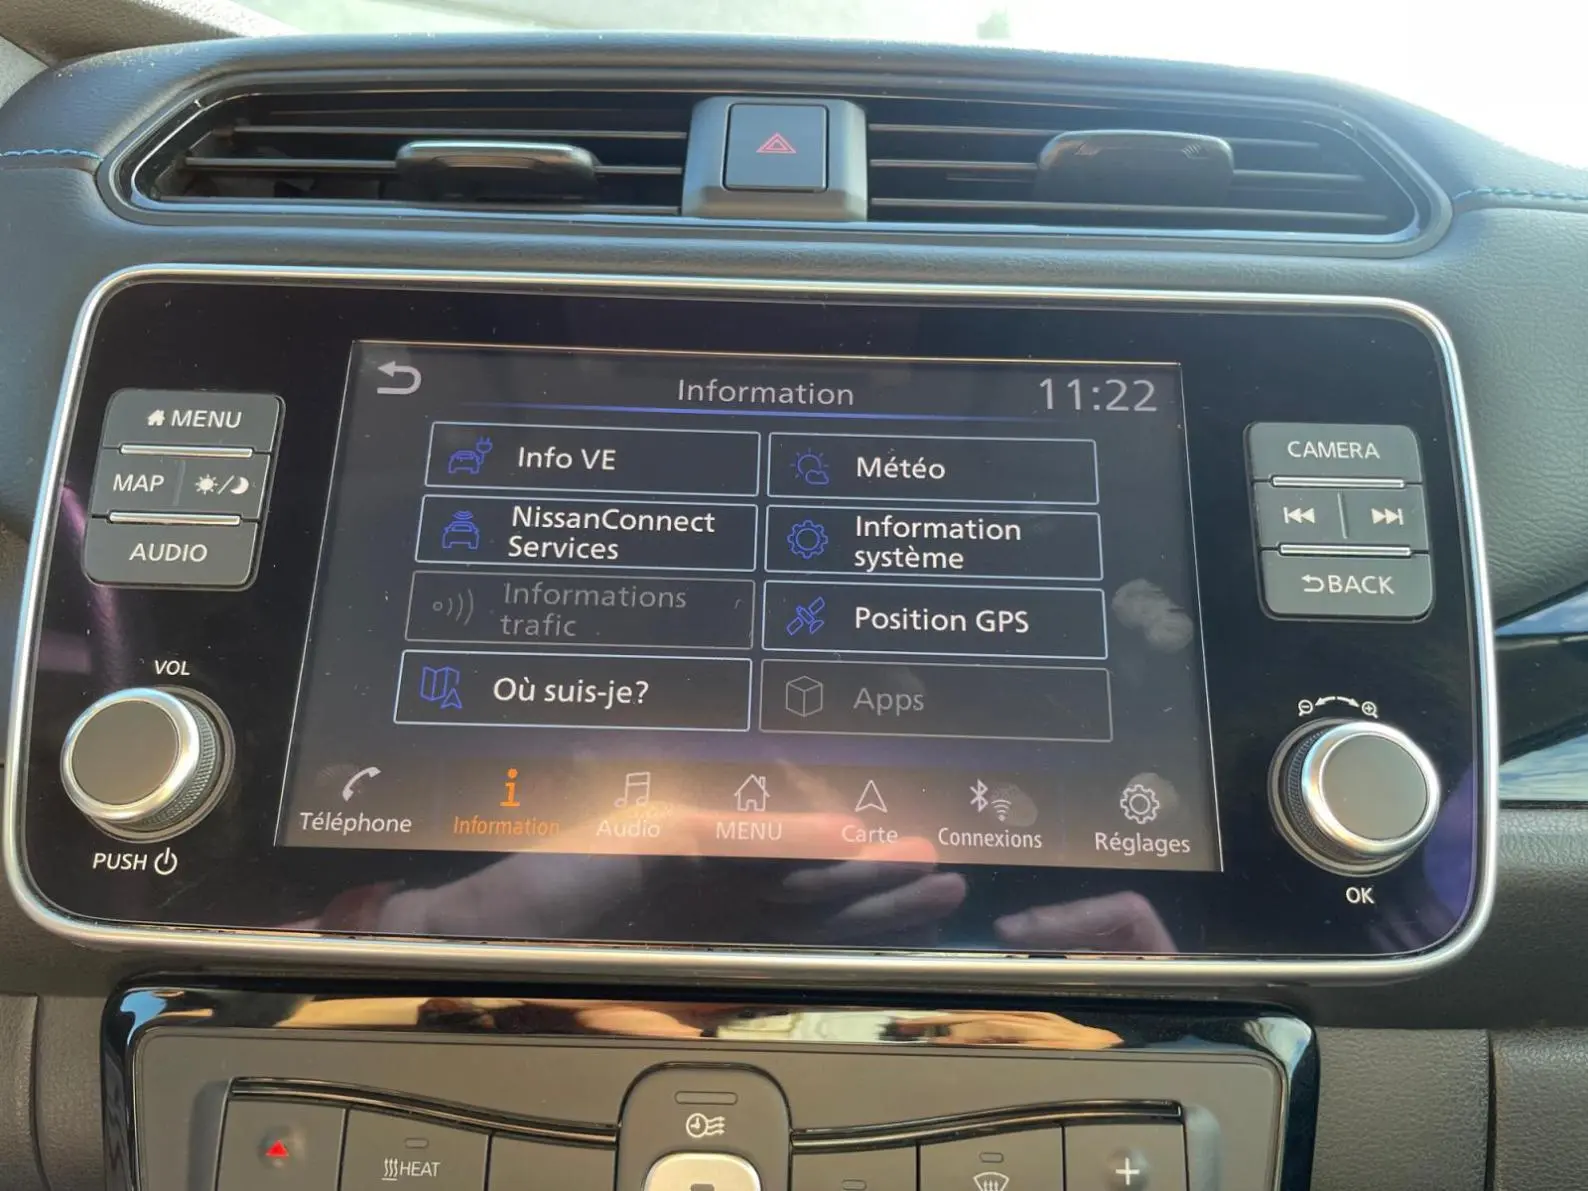 MENU
MAP
AUDIO
VOL
PUSH
Information
11:22
Info VE
Météo
NissanConnect
Services
Information
système
Informations
trafic
Position GPS
Où suis-je?
Apps
Téléphone
Information
Audio
MENU
Carte
Connexions
Réglages
CAMERA
BACK
OK
HEAT